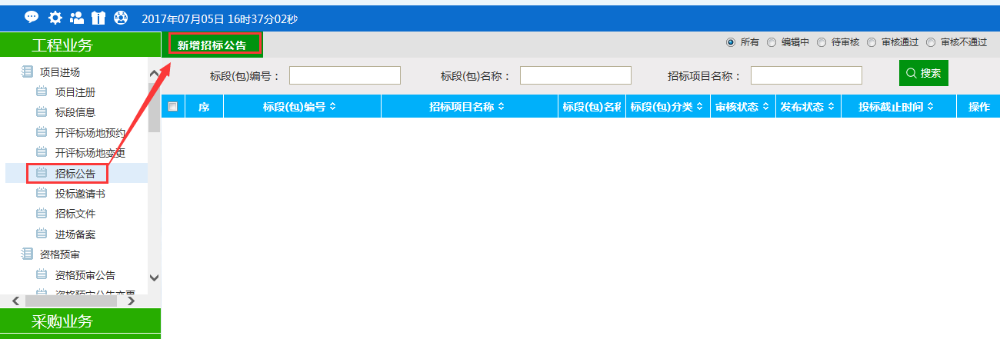 2017年07月05日 16时37分02秒
工程业务
项目进场
项目注册
标段信息
开评标场地预约
开评标场地变更
招标公告
投标邀请书
招标文件
进场备案
资格预审
资格预审公告
资格预审公告变更
采购业务
新增招标公告
所有 编辑中 待审核 审核通过 审核不通过
标段(包)编号： 标段(包)名称： 招标项目名称： 搜索
序 标段(包)编号 招标项目名称 标段(包)名称 标段(包)分类 审核状态 发布状态 投标截止时间 操作